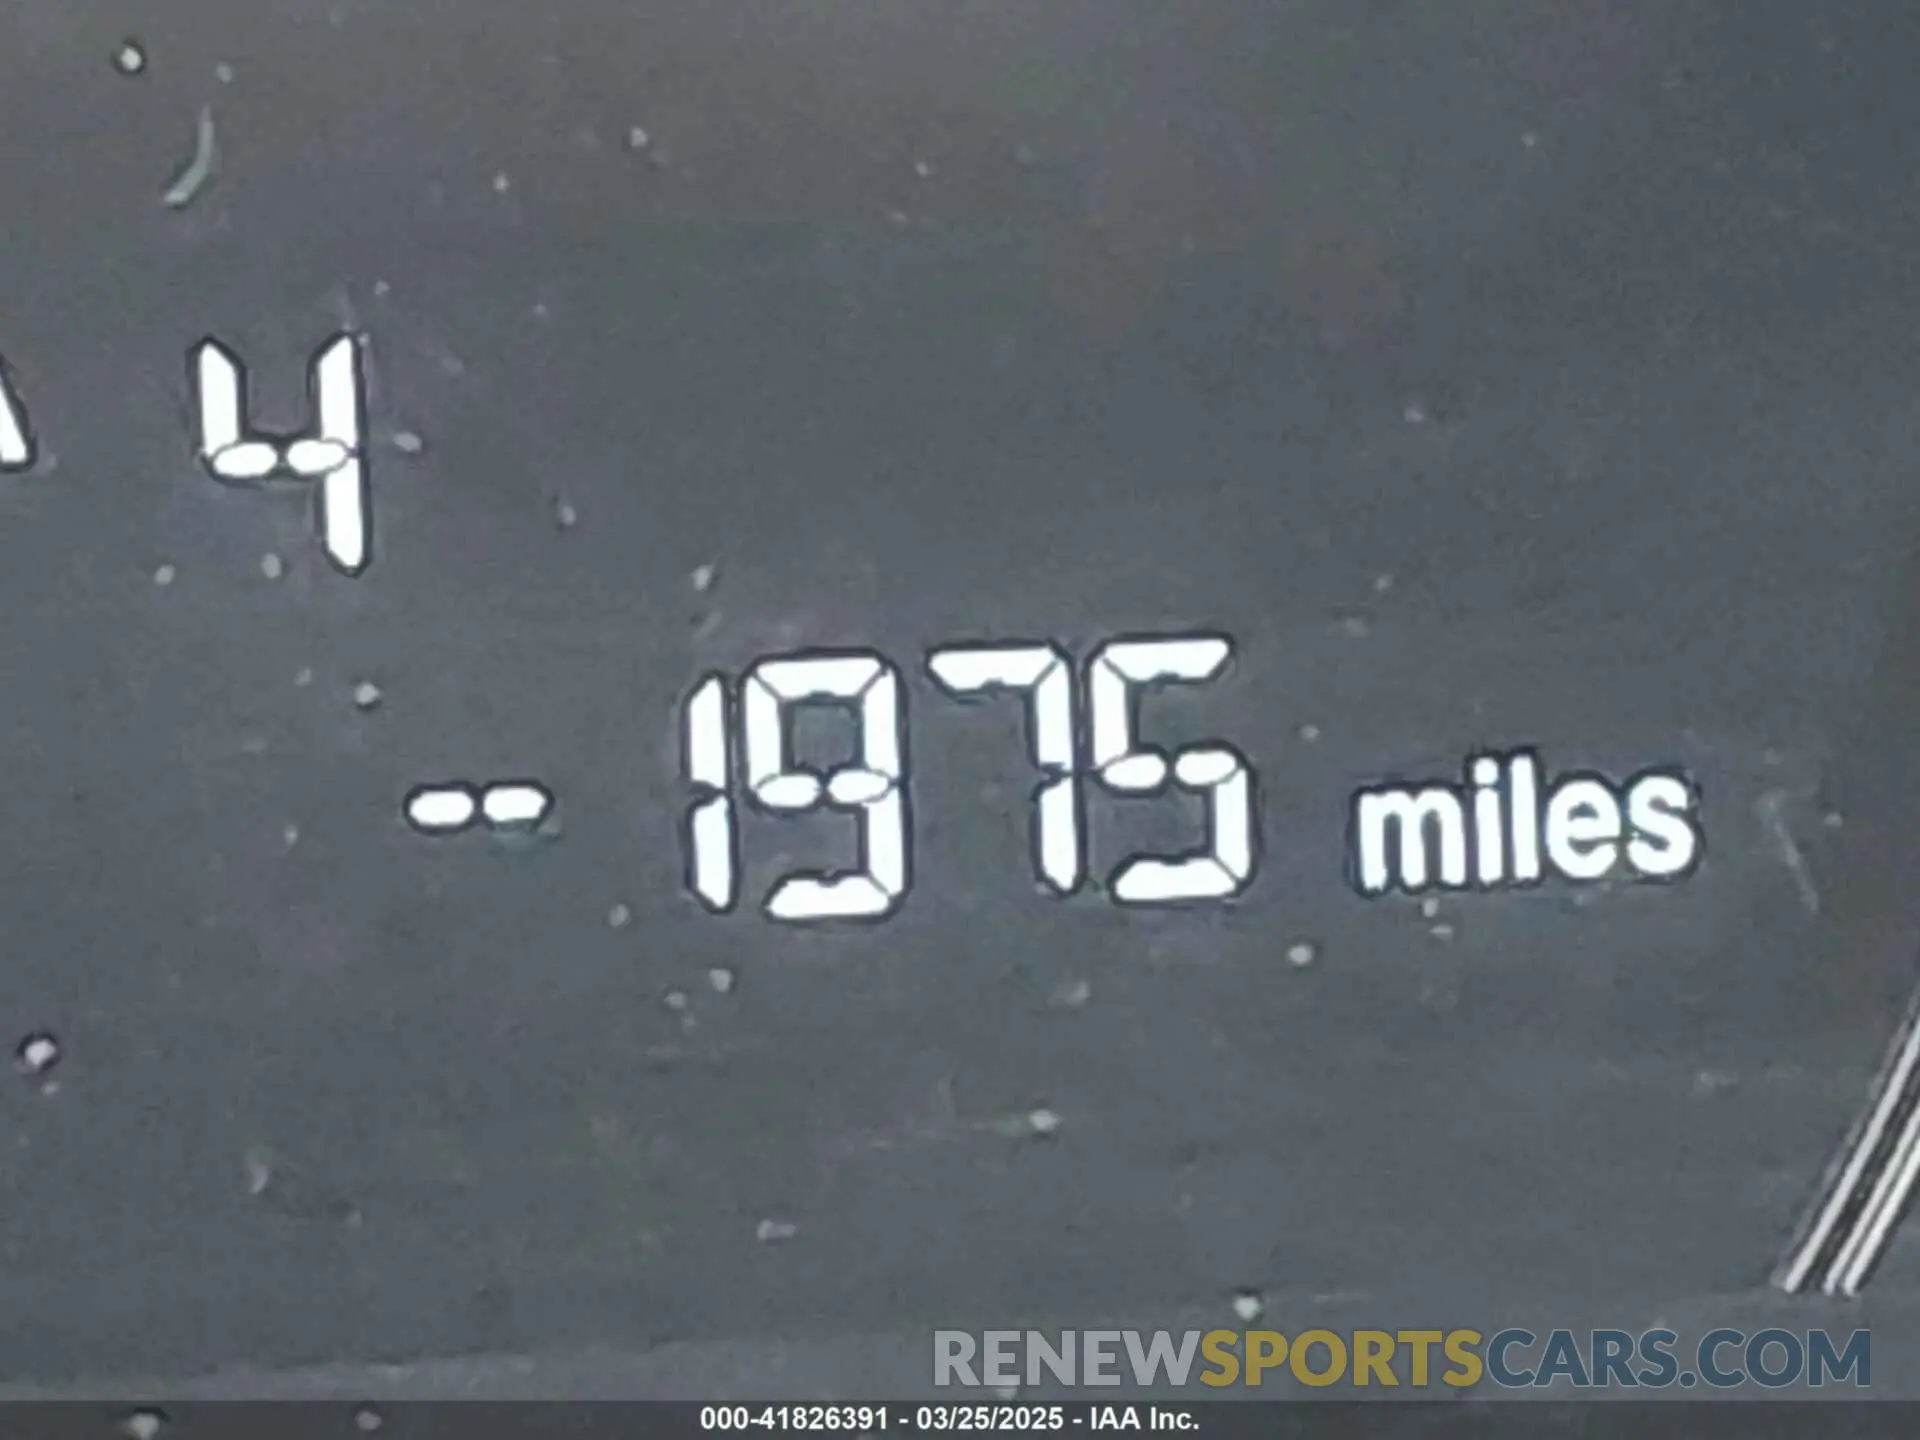 4
- 1975 miles
RENEWSPORTSCARS.COM
000-41826391 - 03/25/2025 - IAA Inc.